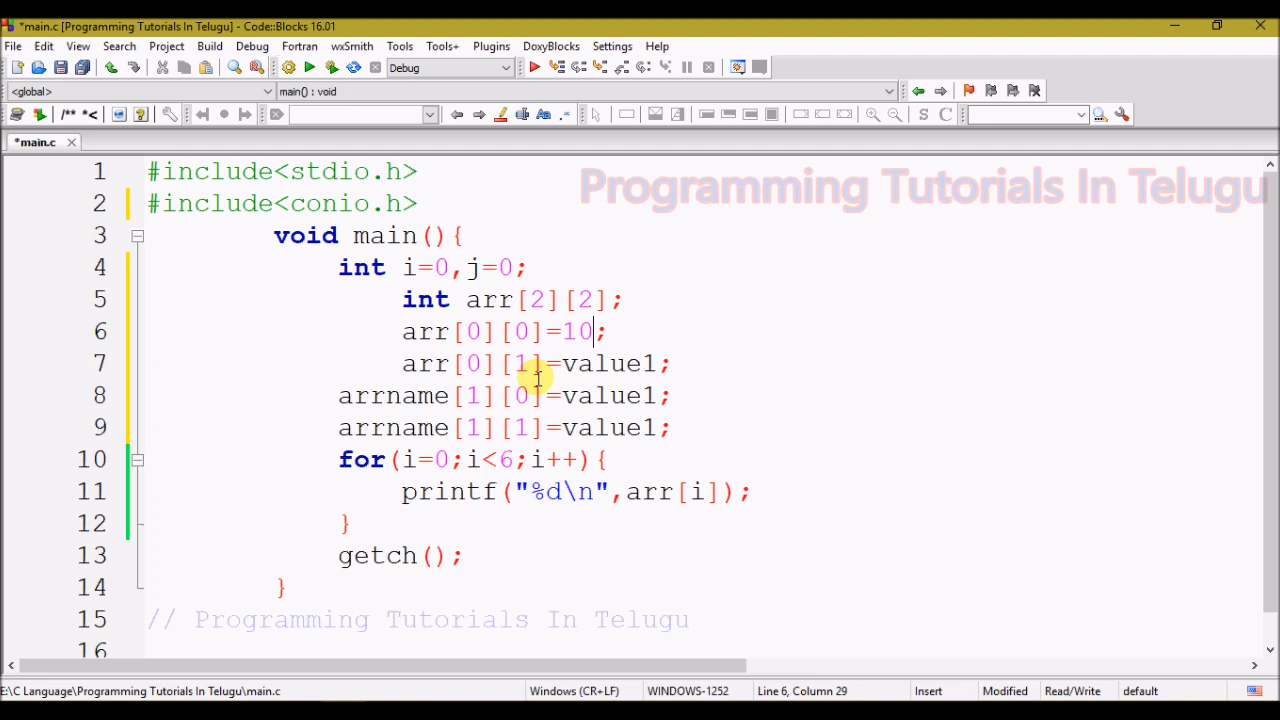 *main.c [Programming Tutorials In Telugu] - Code::Blocks 16.01
File Edit View Search Project Build Debug Fortran wxSmith Tools Tools+ Plugins DoxyBlocks Settings Help
Debug
<global> main() : void
/** *<
S C
*main.c
Programming Tutorials In Telugu
1 #include<stdio.h>
2 #include<conio.h>
3 void main(){
4 int i=0,j=0;
5 int arr[2][2];
6 arr[0][0]=10;
7 arr[0][1]=value1;
8 arrname[1][0]=value1;
9 arrname[1][1]=value1;
10 for(i=0;i<6;i++){
11 printf("%d\n",arr[i]);
12 }
13 getch();
14 }
15 // Programming Tutorials In Telugu
16
E:\C Language\Programming Tutorials In Telugu\main.c Windows (CR+LF) WINDOWS-1252 Line 6, Column 29 Insert Modified Read/Write default